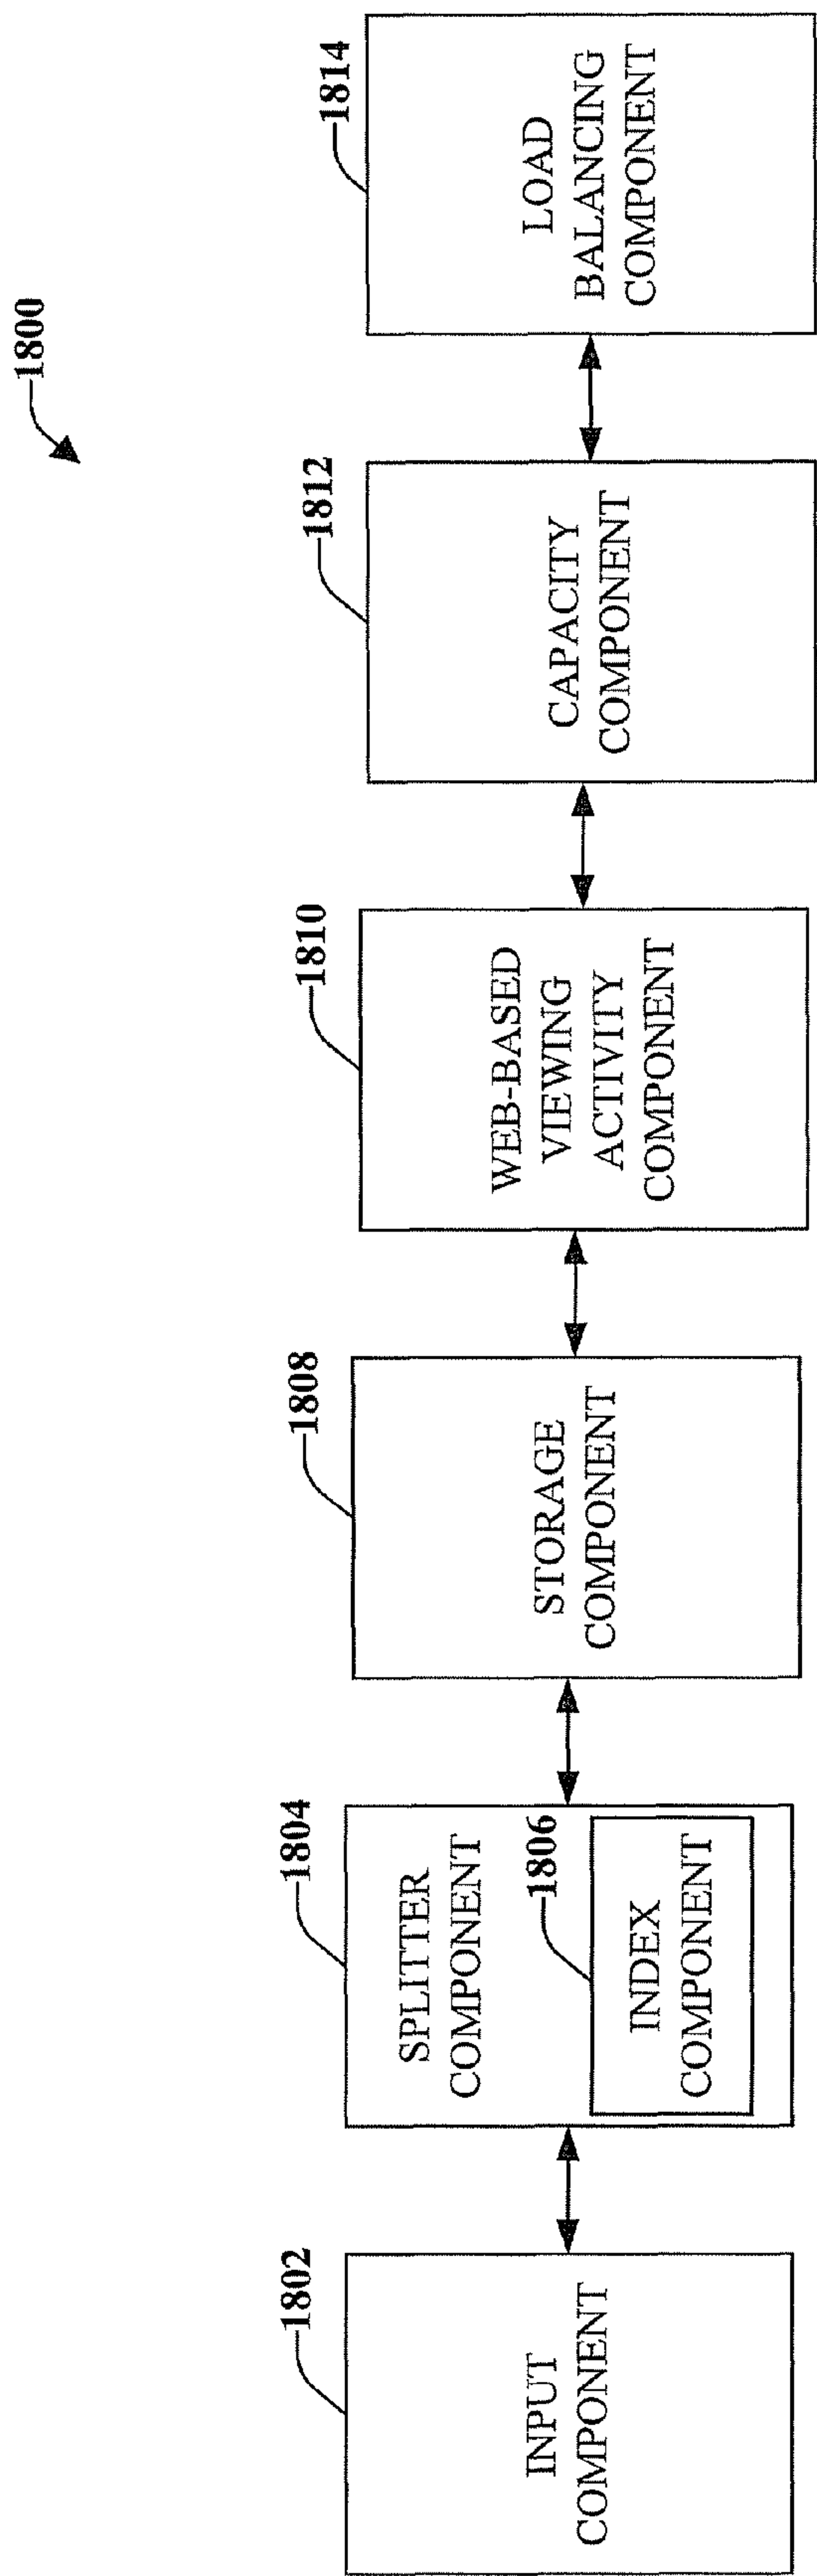 1800
1802
INPUT
COMPONENT
1804
SPLITTER
COMPONENT
1806
INDEX
COMPONENT
1808
STORAGE
COMPONENT
1810
WEB-BASED
VIEWING
ACTIVITY
COMPONENT
1812
CAPACITY
COMPONENT
1814
LOAD
BALANCING
COMPONENT